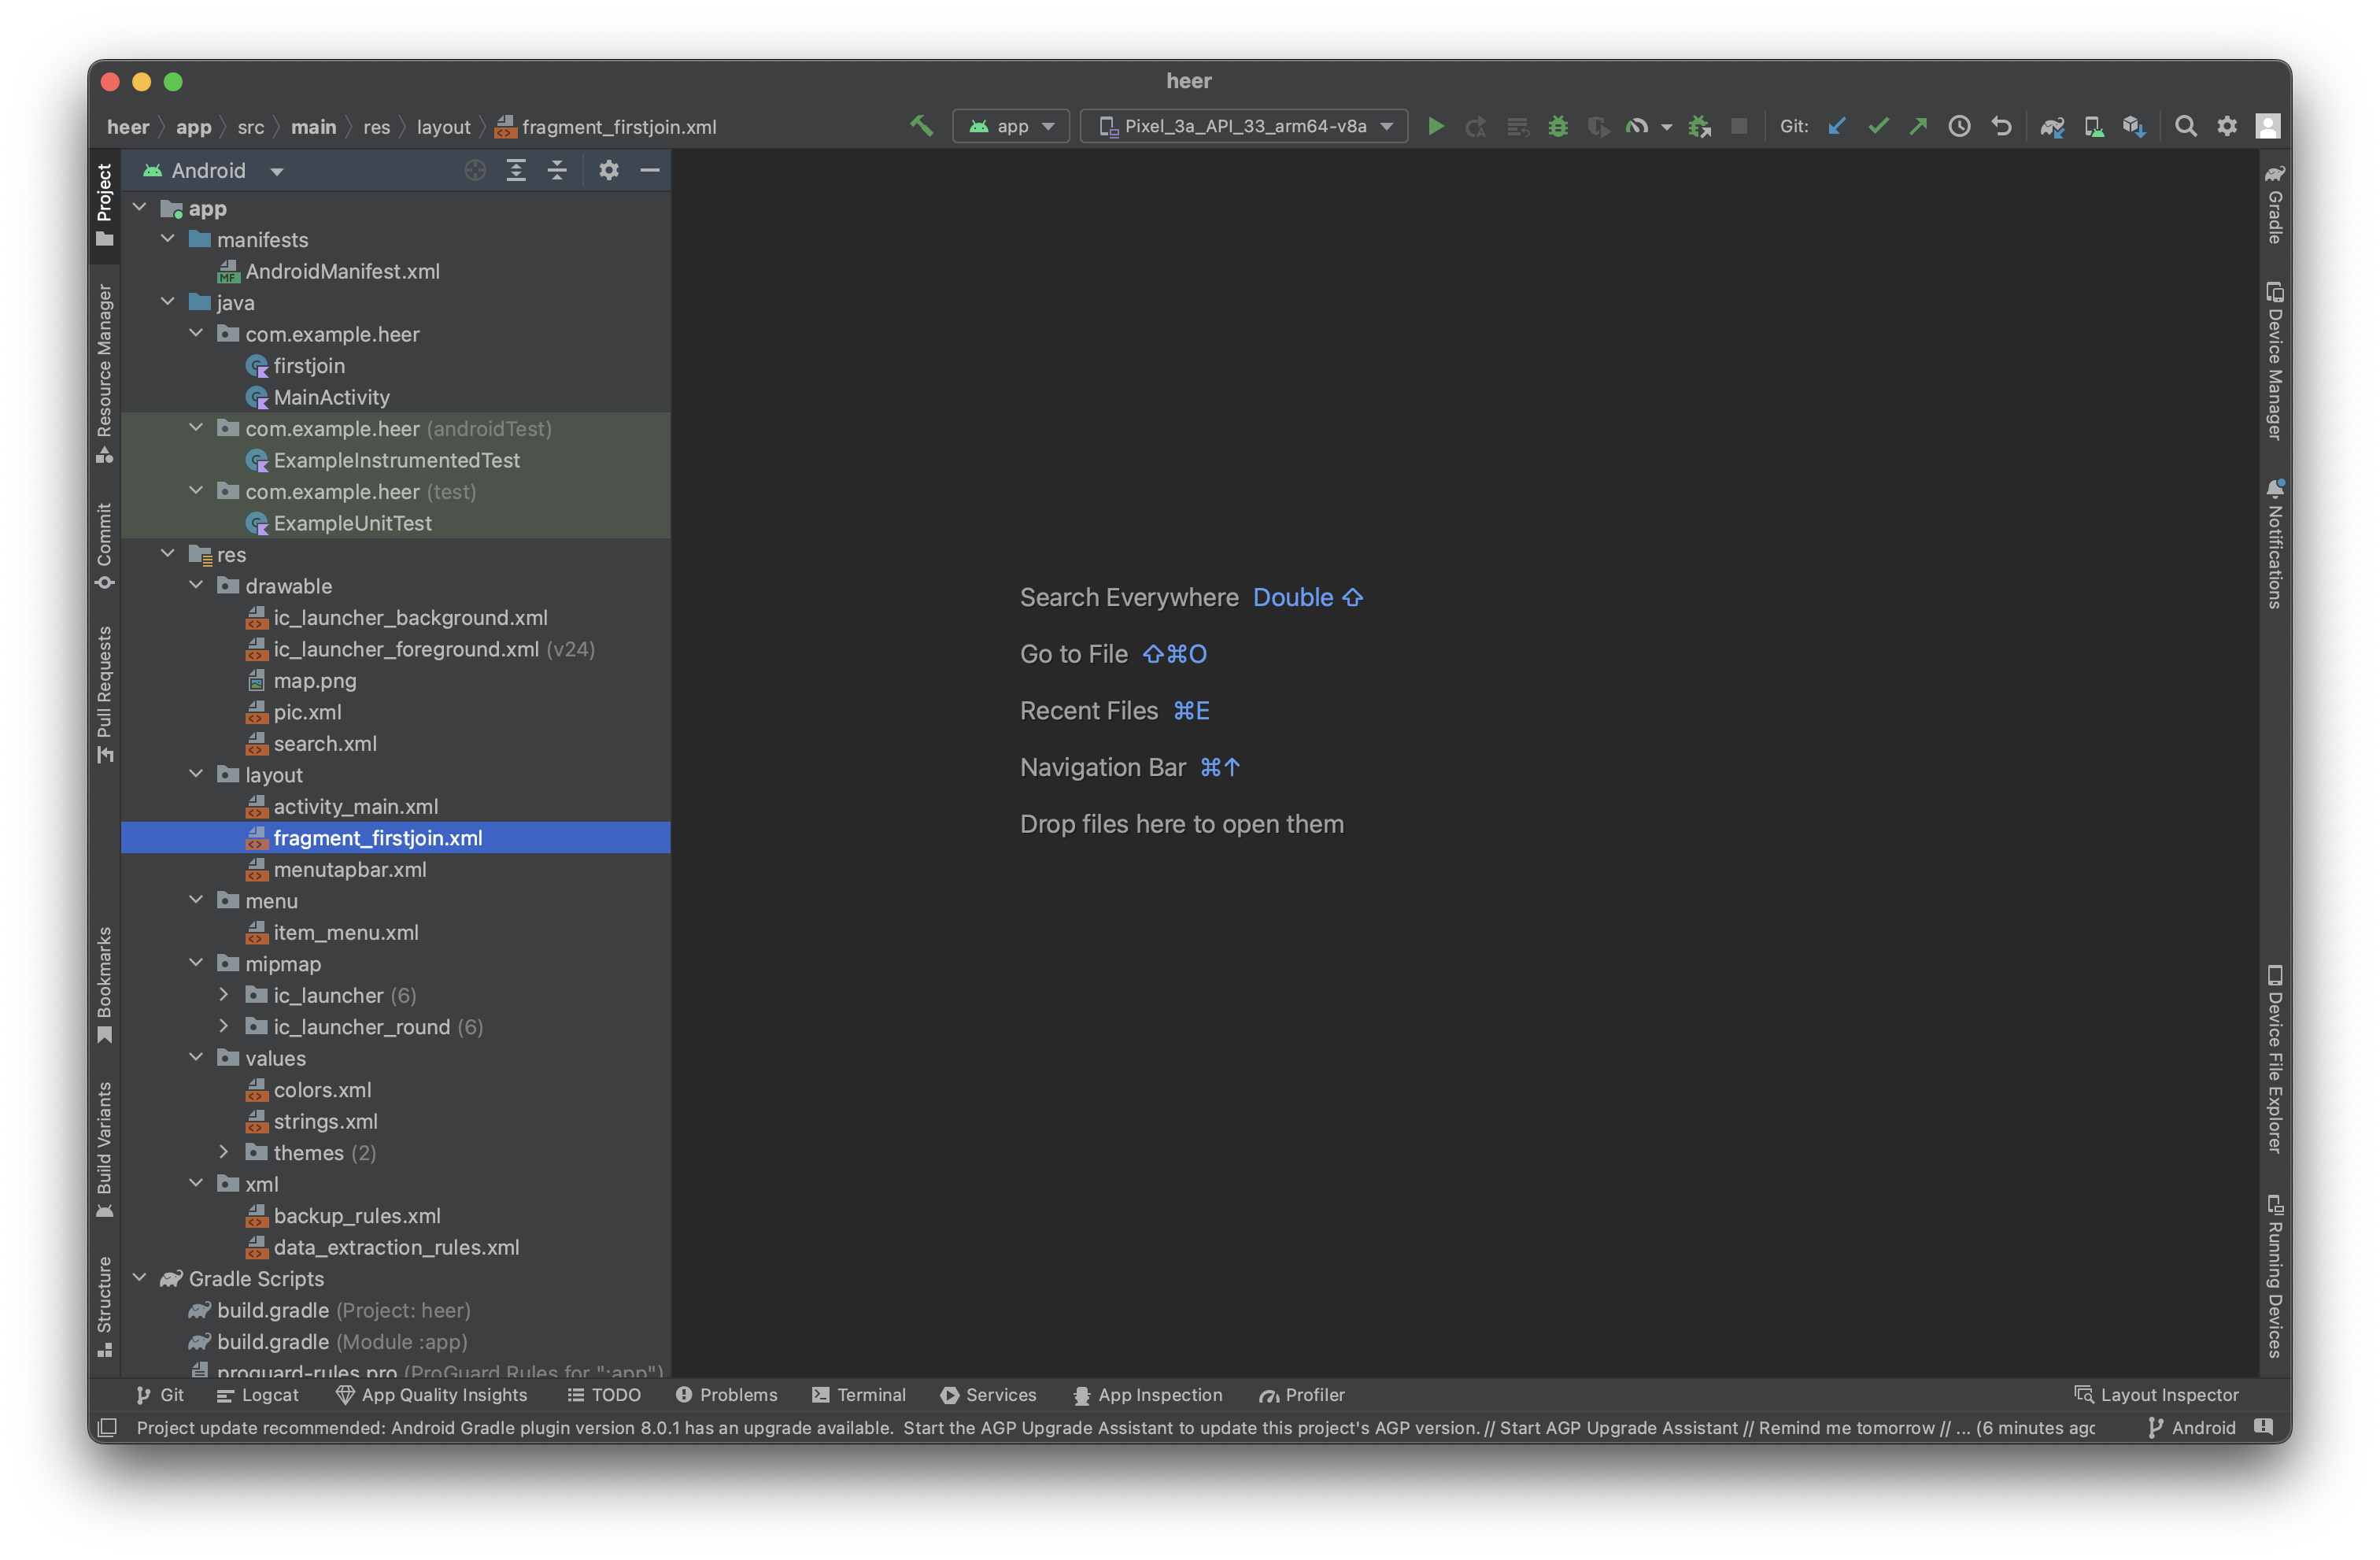 heer
heer app src main res layout fragment_firstjoin.xml app Pixel_3a_API_33_arm64-v8a Git:
Android
app
manifests
AndroidManifest.xml
java
com.example.heer
firstjoin
MainActivity
com.example.heer (androidTest)
ExampleInstrumentedTest
com.example.heer (test)
ExampleUnitTest
res
drawable
ic_launcher_background.xml
ic_launcher_foreground.xml (v24)
map.png
pic.xml
search.xml
layout
activity_main.xml
fragment_firstjoin.xml
menutapbar.xml
menu
item_menu.xml
mipmap
ic_launcher (6)
ic_launcher_round (6)
values
colors.xml
strings.xml
themes (2)
xml
backup_rules.xml
data_extraction_rules.xml
Gradle Scripts
build.gradle (Project: heer)
build.gradle (Module :app)
proguard-rules.pro (ProGuard Rules for ":app")
Project
Resource Manager
Commit
Pull Requests
Bookmarks
Build Variants
Structure
Search Everywhere Double ⇧
Go to File ⇧⌘O
Recent Files ⌘E
Navigation Bar ⌘↑
Drop files here to open them
Gradle
Device Manager
Notifications
Device File Explorer
Running Devices
Git Logcat App Quality Insights TODO Problems Terminal Services App Inspection Profiler Layout Inspector
Project update recommended: Android Gradle plugin version 8.0.1 has an upgrade available. Start the AGP Upgrade Assistant to update this project's AGP version. // Start AGP Upgrade Assistant // Remind me tomorrow // ... (6 minutes agc Android